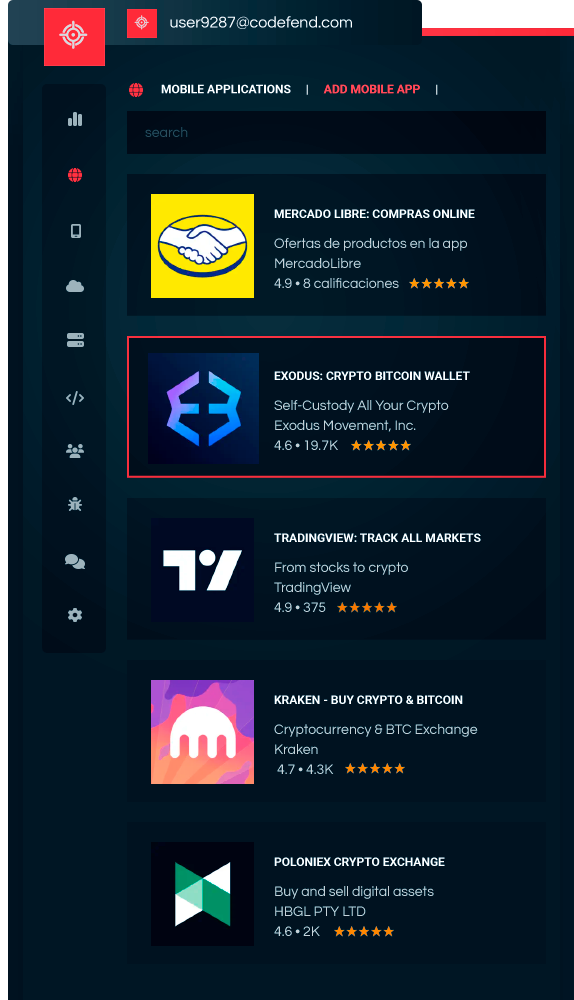 user9287@codefend.com
MOBILE APPLICATIONS | ADD MOBILE APP |
search
MERCADO LIBRE: COMPRAS ONLINE
Ofertas de productos en la app
MercadoLibre
4.9 • 8 calificaciones ★★★★★
EXODUS: CRYPTO BITCOIN WALLET
Self-Custody All Your Crypto
Exodus Movement, Inc.
4.6 • 19.7K ★★★★★
TRADINGVIEW: TRACK ALL MARKETS
From stocks to crypto
TradingView
4.9 • 375 ★★★★★
KRAKEN - BUY CRYPTO & BITCOIN
Cryptocurrency & BTC Exchange
Kraken
4.7 • 4.3K ★★★★★
POLONIEX CRYPTO EXCHANGE
Buy and sell digital assets
HBGL PTY LTD
4.6 • 2K ★★★★★